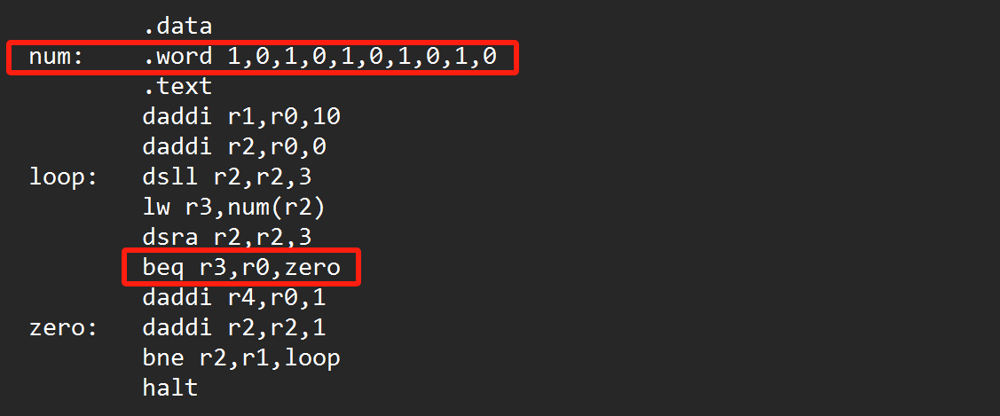 .data
num: .word 1,0,1,0,1,0,1,0,1,0
.text
daddi r1,r0,10
daddi r2,r0,0
loop: dsll r2,r2,3
lw r3,num(r2)
dsra r2,r2,3
beq r3,r0,zero
daddi r4,r0,1
zero: daddi r2,r2,1
bne r2,r1,loop
halt